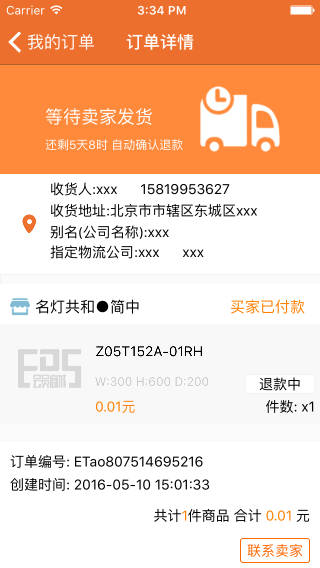 Carrier 3:34 PM
我的订单 订单详情
等待卖家发货
还剩5天8时 自动确认退款
收货人:xxx 15819953627
收货地址:北京市市辖区东城区xxx
别名(公司名称):xxx
指定物流公司:xxx xxx
名灯共和●简中 买家已付款
Z05T152A-01RH
W:300 H:600 D:200
退款中
0.01元 件数: x1
订单编号: ETao807514695216
创建时间: 2016-05-10 15:01:33
共计1件商品 合计 0.01 元
联系卖家